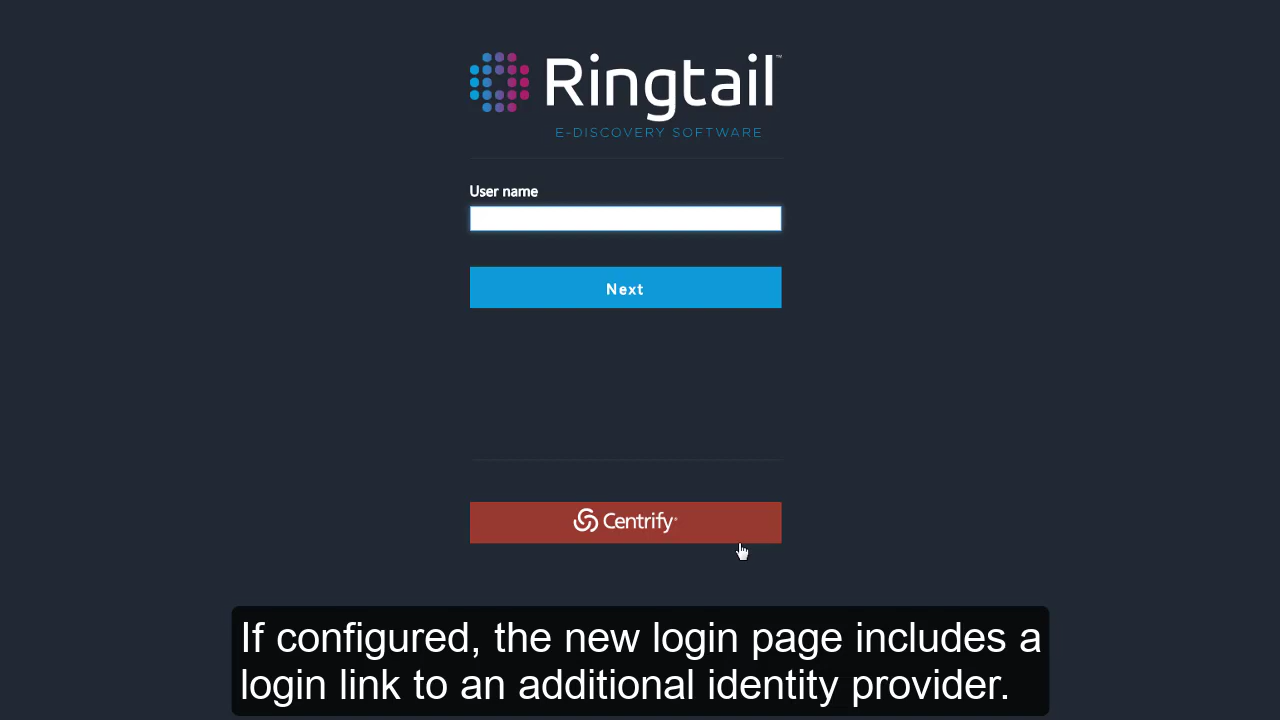 Ringtail™
E-DISCOVERY SOFTWARE
User name
Next
Centrify®
If configured, the new login page includes a
login link to an additional identity provider.